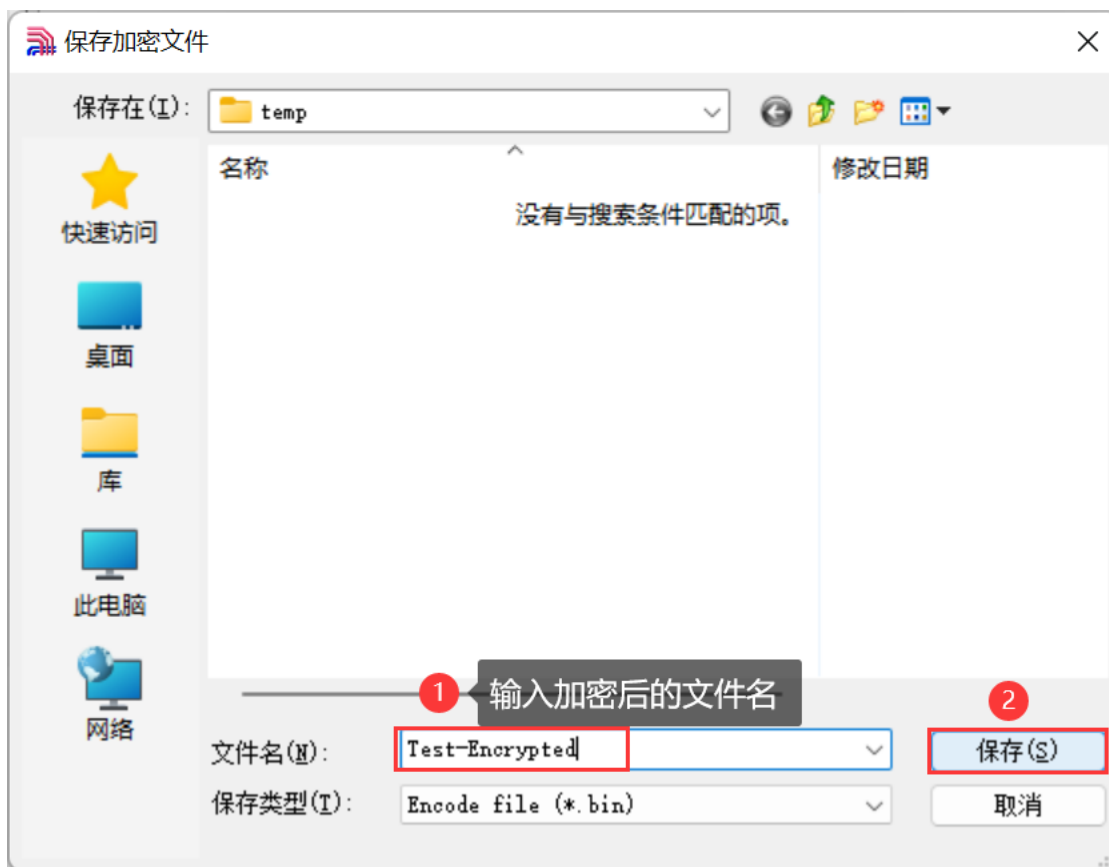 保存加密文件
保存在(I):
temp
名称
修改日期
没有与搜索条件匹配的项。
快速访问
桌面
库
此电脑
网络
1
输入加密后的文件名
2
文件名(N):
Test-Encrypted
保存(S)
保存类型(T):
Encode file (*.bin)
取消